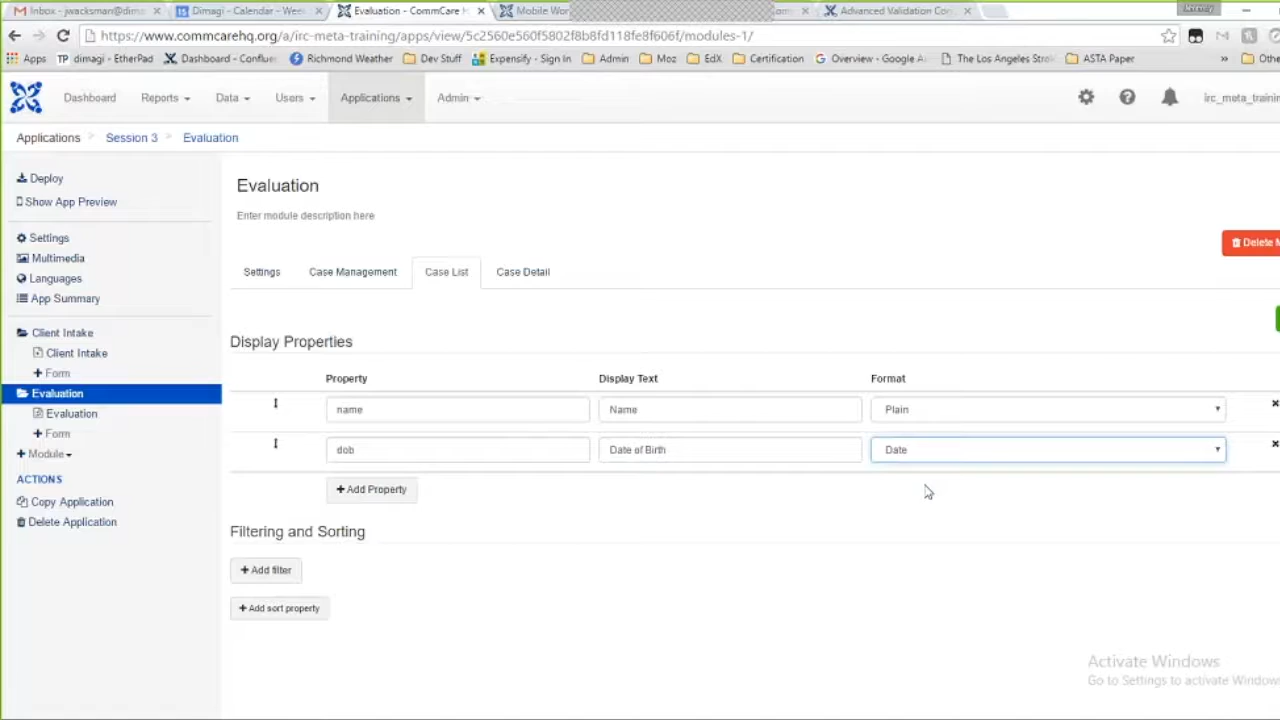 Inbox - jwacksman@dima
Dimagi - Calendar - Week
Evaluation - CommCare H
Mobile Wor
Advanced Validation Con
https://www.commcarehq.org/a/irc-meta-training/apps/view/5c2560e560f5802f8b8fd118fe8f606f/modules-1/
Apps
TP dimagi - EtherPad
Dashboard - Conflue
Richmond Weather
Dev Stuff
Expensify - Sign In
Admin
Moz
EdX
Certification
Overview - Google A
The Los Angeles Strok
ASTA Paper
»
Othe
Dashboard
Reports
Data
Users
Applications
Admin
irc_meta_trainin
Applications > Session 3 > Evaluation
Deploy
Show App Preview
Settings
Multimedia
Languages
App Summary
Client Intake
Client Intake
+ Form
Evaluation
Evaluation
+ Form
+ Module
ACTIONS
Copy Application
Delete Application
Evaluation
Enter module description here
Delete M
Settings
Case Management
Case List
Case Detail
Display Properties
Property
Display Text
Format
name
Name
Plain
dob
Date of Birth
Date
+ Add Property
Filtering and Sorting
+ Add filter
+ Add sort property
Activate Windows
Go to Settings to activate Windows